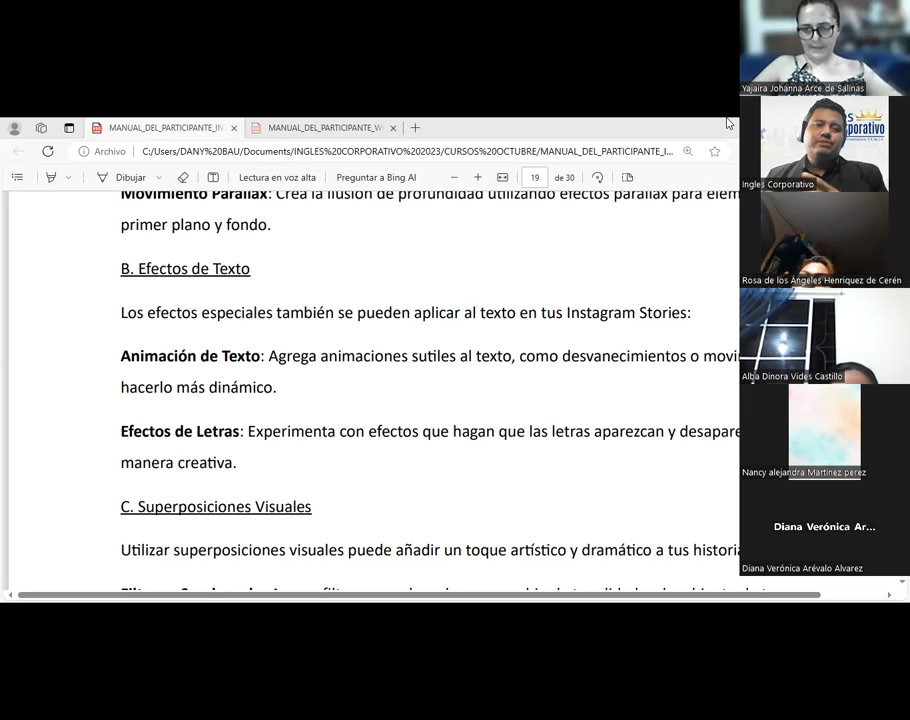 Yajaira Johanna Arce de Salinas
MANUAL_DEL_PARTICIPANTE_IN
MANUAL_DEL_PARTICIPANTE_W
Archivo
C:/Users/DANY%20BAU/Documents/INGLES%20CORPORATIVO%202023/CURSOS%20OCTUBRE/MANUAL_DEL_PARTICIPANTE_I...
Dibujar
Lectura en voz alta
Preguntar a Bing AI
19
de 30
Movimiento Parallax: Crea la ilusión de profundidad utilizando efectos parallax para elem
primer plano y fondo.
B. Efectos de Texto
Los efectos especiales también se pueden aplicar al texto en tus Instagram Stories:
Animación de Texto: Agrega animaciones sutiles al texto, como desvanecimientos o movi
hacerlo más dinámico.
Efectos de Letras: Experimenta con efectos que hagan que las letras aparezcan y desapare
manera creativa.
C. Superposiciones Visuales
Utilizar superposiciones visuales puede añadir un toque artístico y dramático a tus historia
rporativo
Ingles Corporativo
Rosa de los Ángeles Henriquez de Cerén
Alba Dinora Vides Castillo
Nancy alejandra Martinez perez
Diana Verónica Ar...
Diana Verónica Arévalo Alvarez